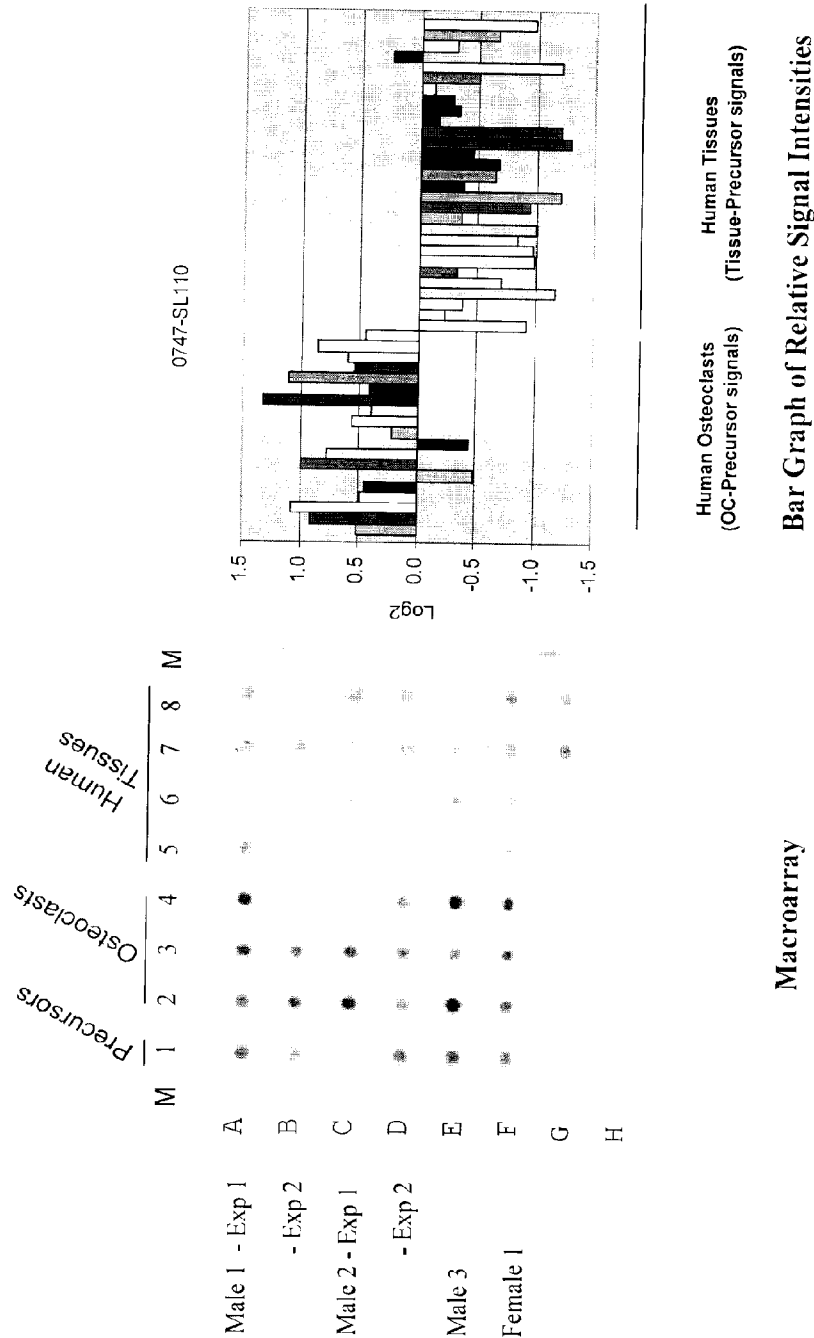 Precursors
Osteoclasts
Human
Tissues
M 1 2 3 4 5 6 7 8 M
Male 1 - Exp 1 A
- Exp 2 B
Male 2 - Exp 1 C
- Exp 2 D
Male 3 E
Female 1 F
G
H
Macroarray
0747-SL110
Log2
1.5
1.0
0.5
0.0
-0.5
-1.0
-1.5
Human Osteoclasts
(OC-Precursor signals)
Human Tissues
(Tissue-Precursor signals)
Bar Graph of Relative Signal Intensities